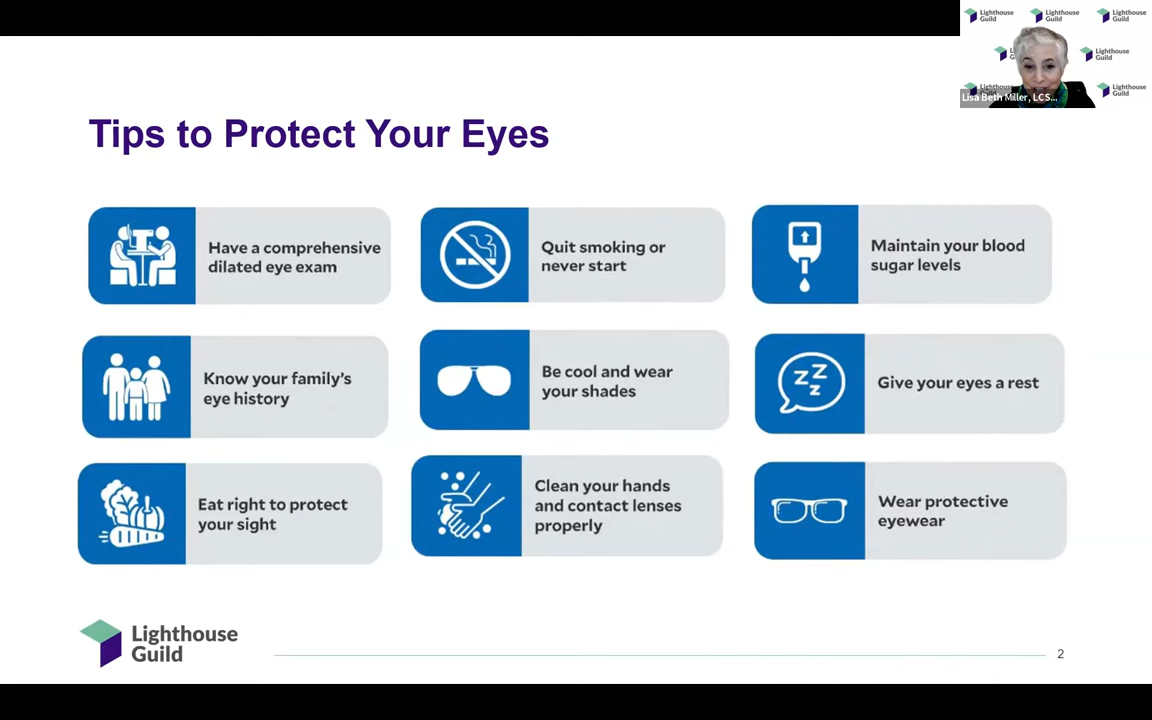 Lighthouse
Guild
Lighthouse
Guild
Lighthouse
Guild
Lighthouse
Guild
Lighthouse
Guild
Lighthouse
Guild
Lisa Beth Miller, LCS...
Tips to Protect Your Eyes
Have a comprehensive
dilated eye exam
Quit smoking or
never start
Maintain your blood
sugar levels
Know your family's
eye history
Be cool and wear
your shades
zzz
Give your eyes a rest
Eat right to protect
your sight
Clean your hands
and contact lenses
properly
Wear protective
eyewear
Lighthouse
Guild
2